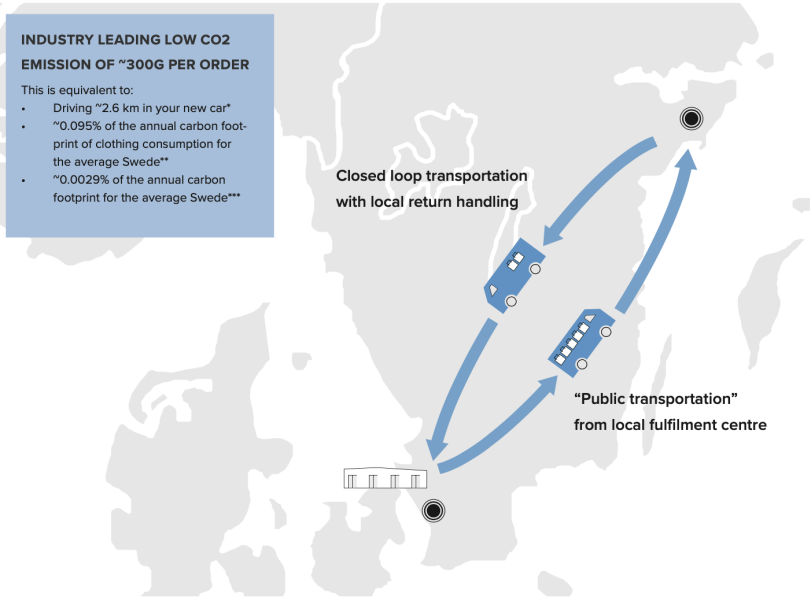 INDUSTRY LEADING LOW CO2
EMISSION OF ~300G PER ORDER
This is equivalent to:
• Driving ~2.6 km in your new car*
• ~0.095% of the annual carbon foot-
print of clothing consumption for
the average Swede**
• ~0.0029% of the annual carbon
footprint for the average Swede***
Closed loop transportation
with local return handling
“Public transportation”
from local fulfilment centre